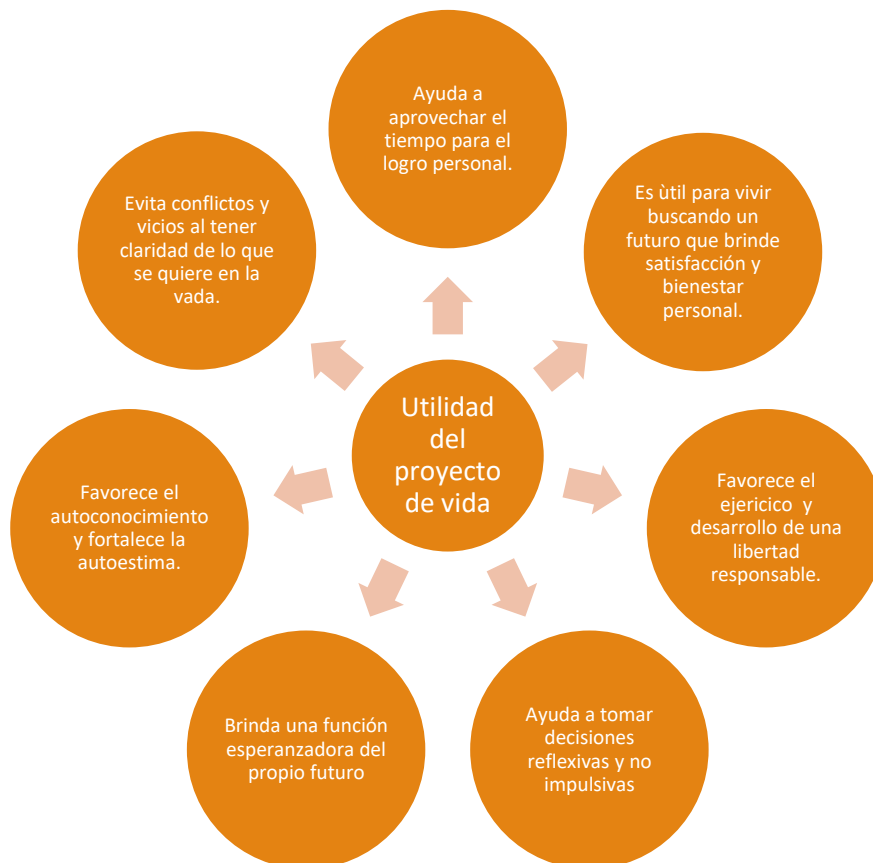 Ayuda a
aprovechar el
tiempo para el
logro personal.
Es ùtil para vivir
buscando un
futuro que brinde
satisfacción y
bienestar
personal.
Favorece el
ejericico y
desarrollo de una
libertad
responsable.
Ayuda a tomar
decisiones
reflexivas y no
impulsivas
Brinda una función
esperanzadora del
propio futuro
Favorece el
autoconocimiento
y fortalece la
autoestima.
Evita conflictos y
vicios al tener
claridad de lo que
se quiere en la
vada.
Utilidad
del
proyecto
de vida